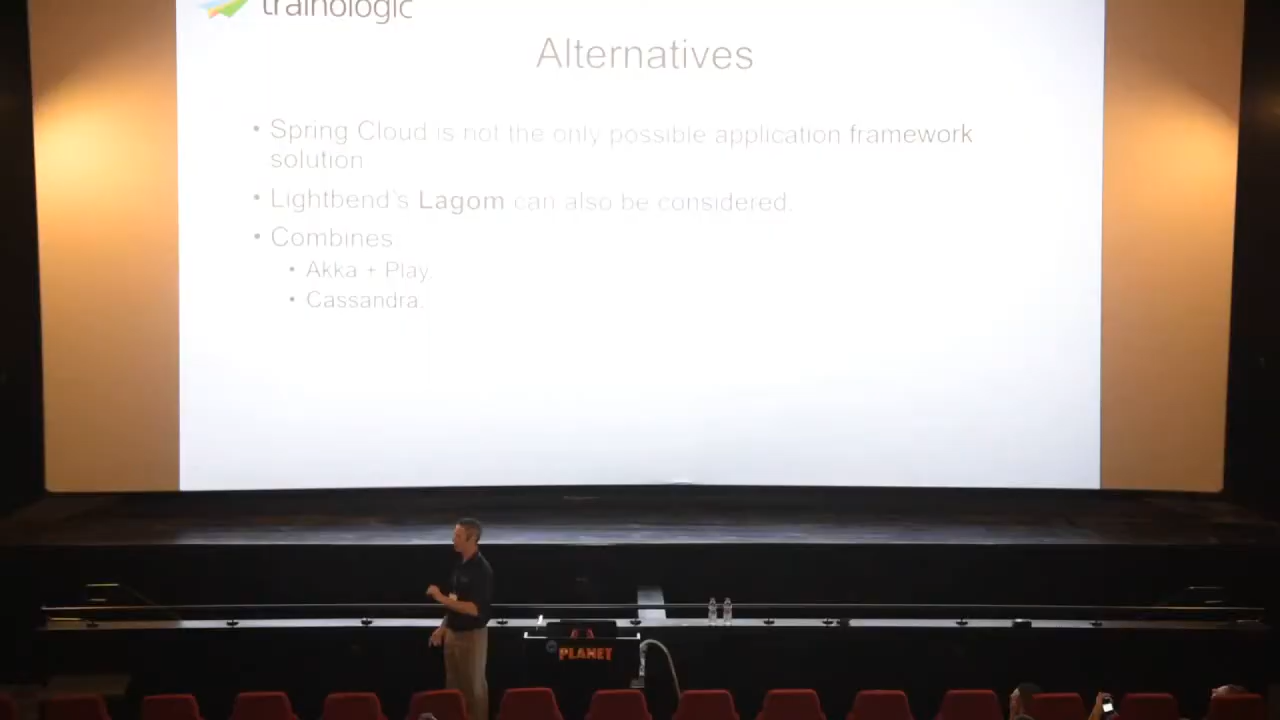 trainologic
Alternatives
• Spring Cloud is not the only possible application framework
solution
• Lightbend's Lagom can also be considered.
• Combines
• Akka + Play.
• Cassandra.
PLANET